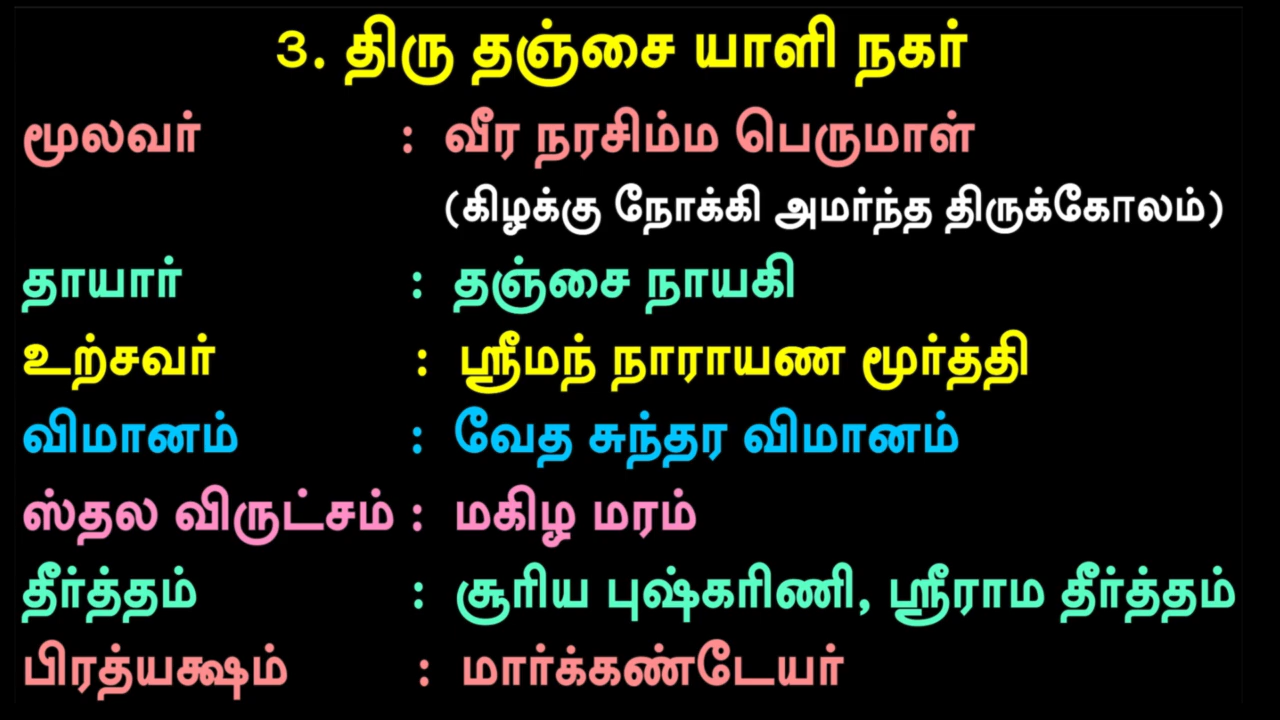 3. திரு தஞ்சை யாளி நகர்
மூலவர் : வீர நரசிம்ம பெருமாள்
(கிழக்கு நோக்கி அமர்ந்த திருக்கோலம்)
தாயார் : தஞ்சை நாயகி
உற்சவர் : ஸ்ரீமந் நாராயண மூர்த்தி
விமானம் : வேத சுந்தர விமானம்
ஸ்தல விருட்சம் : மகிழ மரம்
தீர்த்தம் : சூரிய புஷ்கரிணி, ஸ்ரீராம தீர்த்தம்
பிரத்யக்ஷம் : மார்க்கண்டேயர்